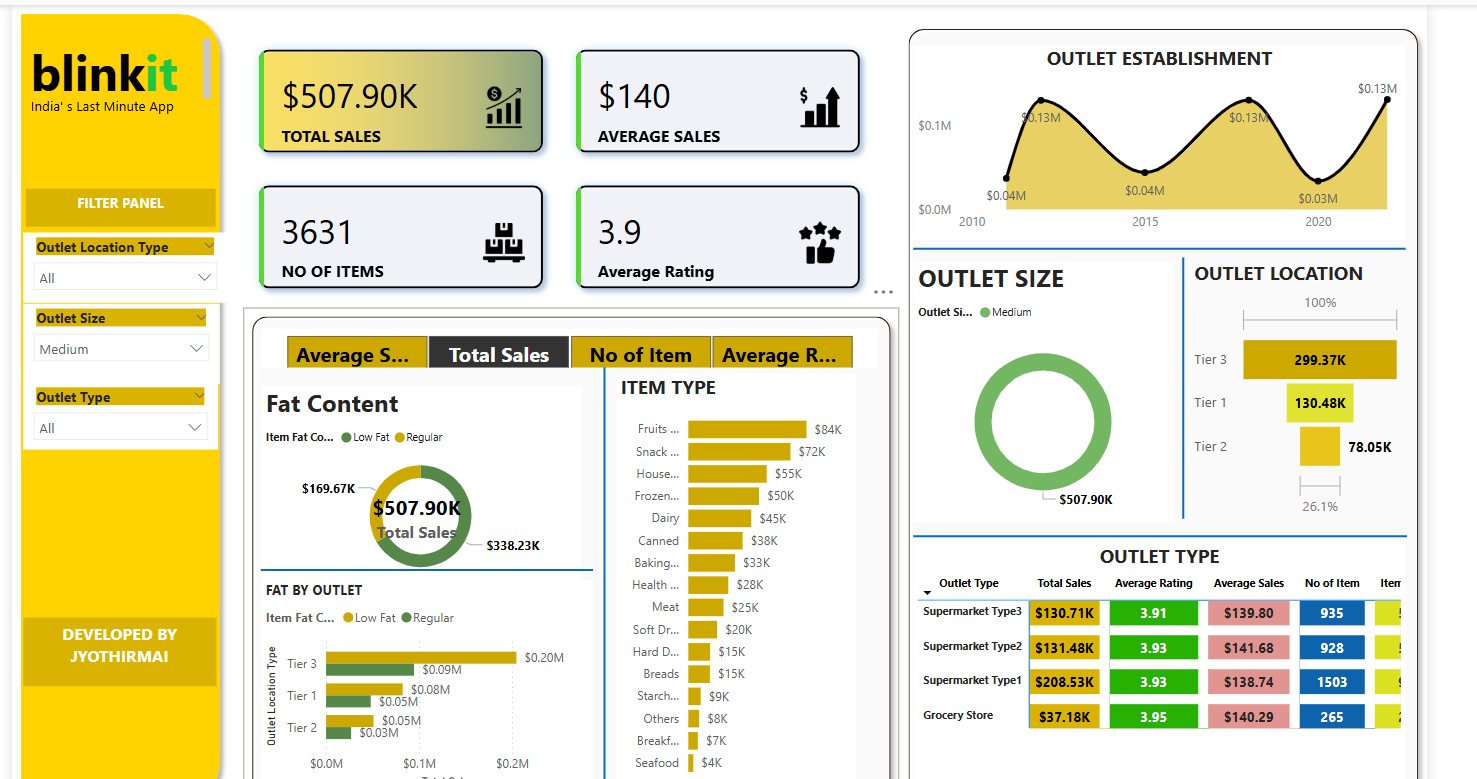 blinkit
India' s Last Minute App
FILTER PANEL
Outlet Location Type
All
Outlet Size
Medium
Outlet Type
All
DEVELOPED BY
JYOTHIRMAI
$507.90K
TOTAL SALES
$140
AVERAGE SALES
3631
NO OF ITEMS
3.9
Average Rating
Average S...
Total Sales
No of Item
Average R...
Fat Content
Item Fat Co... Low Fat Regular
$169.67K
$507.90K
Total Sales
$338.23K
FAT BY OUTLET
Item Fat C... Low Fat Regular
Outlet Location Type
Tier 3 $0.20M
$0.09M
Tier 1 $0.08M
$0.05M
Tier 2 $0.05M
$0.03M
$0.0M $0.1M $0.2M
ITEM TYPE
Fruits ... $84K
Snack ... $72K
House... $55K
Frozen... $50K
Dairy $45K
Canned $38K
Baking... $33K
Health ... $28K
Meat $25K
Soft Dr... $20K
Hard D... $15K
Breads $15K
Starch... $9K
Others $8K
Breakf... $7K
Seafood $4K
OUTLET ESTABLISHMENT
$0.13M
$0.1M $0.13M $0.13M
$0.04M $0.04M $0.03M
$0.0M
2010 2015 2020
OUTLET SIZE
Outlet Si... Medium
$507.90K
OUTLET LOCATION
100%
Tier 3 299.37K
Tier 1 130.48K
Tier 2 78.05K
26.1%
OUTLET TYPE
Outlet Type Total Sales Average Rating Average Sales No of Item Item
Supermarket Type3 $130.71K 3.91 $139.80 935
Supermarket Type2 $131.48K 3.93 $141.68 928
Supermarket Type1 $208.53K 3.93 $138.74 1503
Grocery Store $37.18K 3.95 $140.29 265